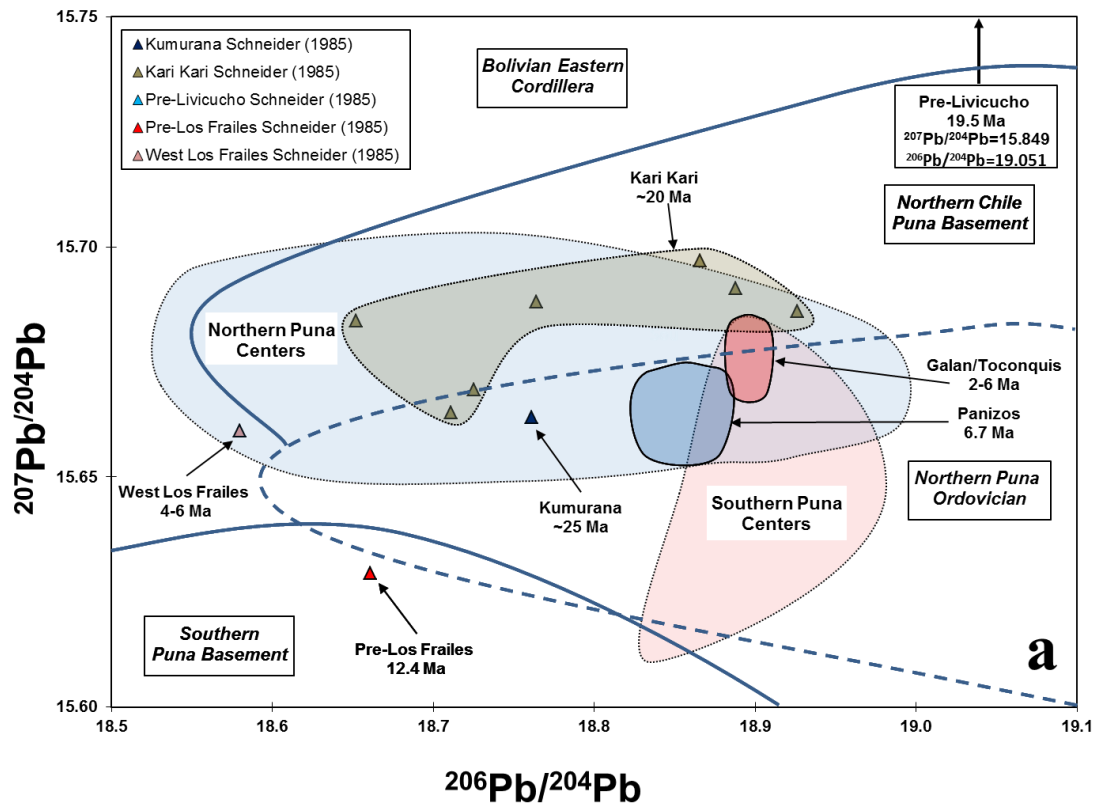 15.75
15.70
15.65
15.60
²⁰⁷Pb/²⁰⁴Pb
Kumurana Schneider (1985)
Kari Kari Schneider (1985)
Pre-Livicucho Schneider (1985)
Pre-Los Frailes Schneider (1985)
West Los Frailes Schneider (1985)
Bolivian Eastern
Cordillera
Pre-Livicucho
19.5 Ma
²⁰⁷Pb/²⁰⁴Pb=15.849
²⁰⁶Pb/²⁰⁴Pb=19.051
Kari Kari
~20 Ma
Northern Chile
Puna Basement
Northern Puna
Centers
Galan/Toconquis
2-6 Ma
Panizos
6.7 Ma
West Los Frailes
4-6 Ma
Kumurana
~25 Ma
Southern Puna
Centers
Northern Puna
Ordovician
Southern
Puna Basement
Pre-Los Frailes
12.4 Ma
a
18.5
18.6
18.7
18.8
18.9
19.0
19.1
²⁰⁶Pb/²⁰⁴Pb